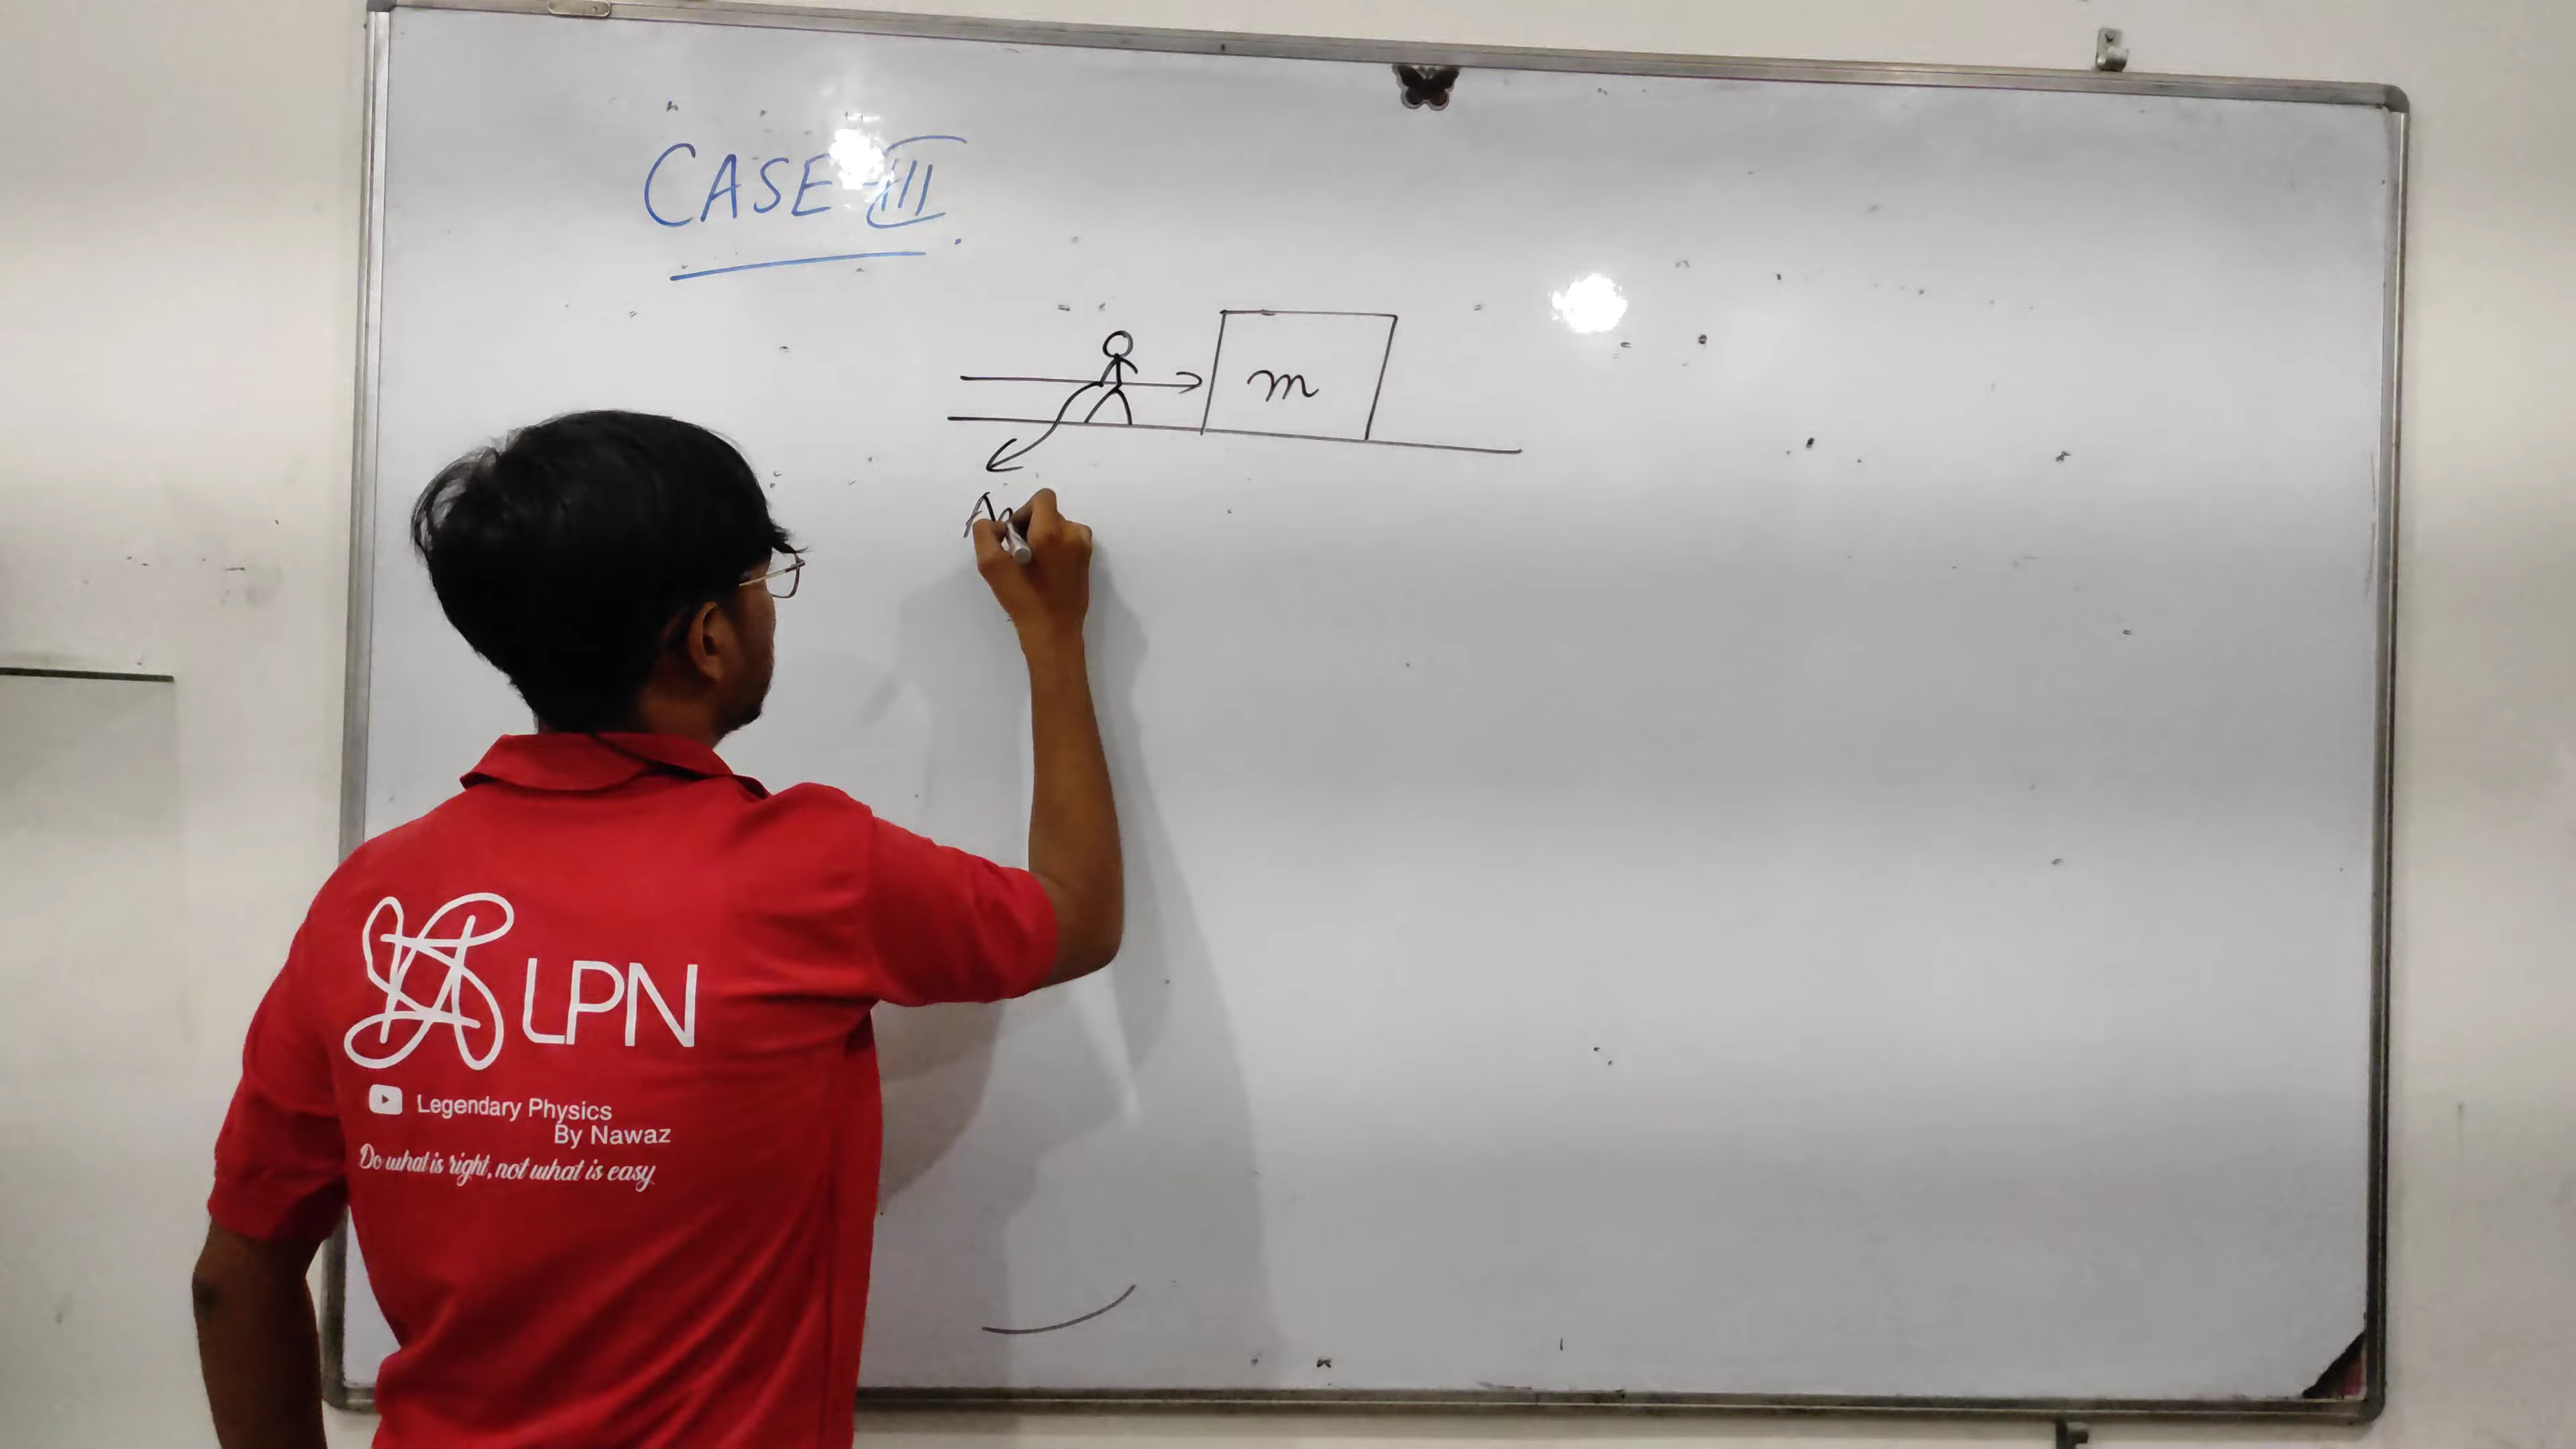 CASE-III
m
LPN
Legendary Physics
By Nawaz
Do what is right, not what is easy